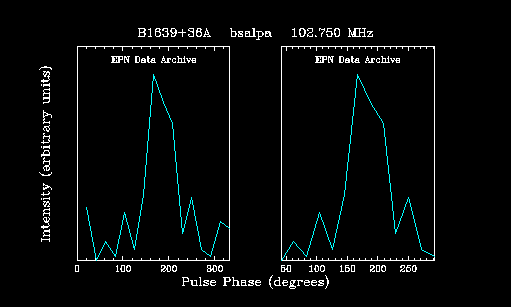 B1639+36A bsalpa 102.750 MHz
EPN Data Archive EPN Data Archive
Intensity (arbitrary units)
0 100 200 300 50 100 150 200 250
Pulse Phase (degrees)